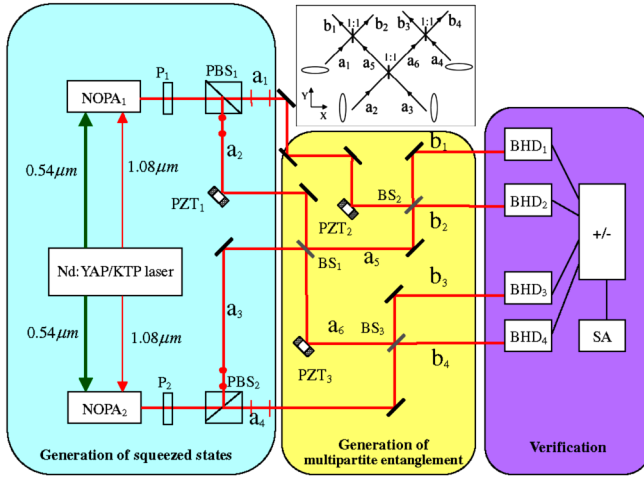 b₁ 1:1 b₂ b₃ 1:1 b₄
a₁ a₅ a₆ a₄
1:1
Y
X
a₂ a₃
P₁ PBS₁ a₁
NOPA₁
a₂
0.54μm
1.08μm
PZT₁
Nd:YAP/KTP laser
a₃
0.54μm
1.08μm
P₂ PBS₂
NOPA₂
a₄
Generation of squeezed states
b₁
BS₂
PZT₂
b₂
BS₁
a₅
b₃
a₆
BS₃
PZT₃
b₄
Generation of
multipartite entanglement
BHD₁
BHD₂
+/-
BHD₃
BHD₄
SA
Verification